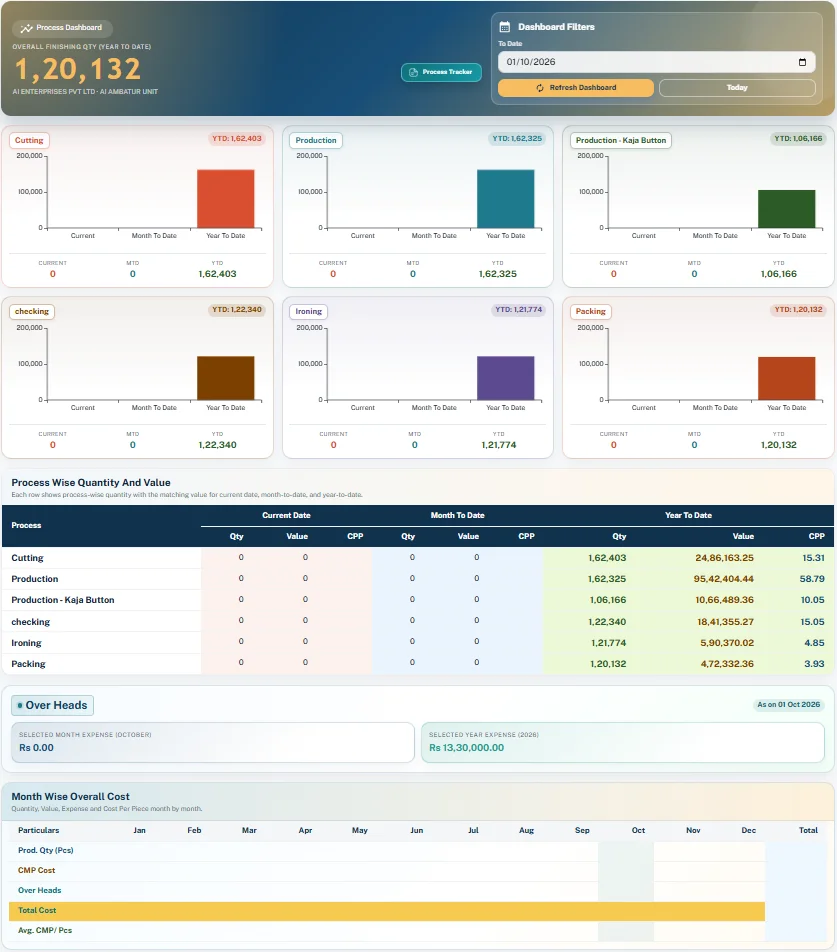 Process Dashboard
OVERALL FINISHING QTY (YEAR TO DATE)
1,20,132
AI ENTERPRISES PVT LTD · AI AMBATUR UNIT
Process Tracker
Dashboard Filters
To Date
01/10/2026
Refresh Dashboard
Today
Cutting
YTD: 1,62,403
200,000
100,000
0
Current Month To Date Year To Date
CURRENT MTD YTD
0 0 1,62,403
Production
YTD: 1,62,325
200,000
100,000
0
Current Month To Date Year To Date
CURRENT MTD YTD
0 0 1,62,325
Production - Kaja Button
YTD: 1,06,166
200,000
100,000
0
Current Month To Date Year To Date
CURRENT MTD YTD
0 0 1,06,166
checking
YTD: 1,22,340
200,000
100,000
0
Current Month To Date Year To Date
CURRENT MTD YTD
0 0 1,22,340
Ironing
YTD: 1,21,774
200,000
100,000
0
Current Month To Date Year To Date
CURRENT MTD YTD
0 0 1,21,774
Packing
YTD: 1,20,132
200,000
100,000
0
Current Month To Date Year To Date
CURRENT MTD YTD
0 0 1,20,132
Process Wise Quantity And Value
Each row shows process-wise quantity with the matching value for current date, month-to-date, and year-to-date.
Process Current Date Month To Date Year To Date
Qty Value CPP Qty Value CPP Qty Value CPP
Cutting 0 0 0 0 1,62,403 24,86,163.25 15.31
Production 0 0 0 0 1,62,325 95,42,404.44 58.79
Production - Kaja Button 0 0 0 0 1,06,166 10,66,489.36 10.05
checking 0 0 0 0 1,22,340 18,41,355.27 15.05
Ironing 0 0 0 0 1,21,774 5,90,370.02 4.85
Packing 0 0 0 0 1,20,132 4,72,332.36 3.93
Over Heads
As on 01 Oct 2026
SELECTED MONTH EXPENSE (OCTOBER)
Rs 0.00
SELECTED YEAR EXPENSE (2026)
Rs 13,30,000.00
Month Wise Overall Cost
Quantity, Value, Expense and Cost Per Piece month by month.
Particulars Jan Feb Mar Apr May Jun Jul Aug Sep Oct Nov Dec Total
Prod. Qty (Pcs)
CMP Cost
Over Heads
Total Cost
Avg. CMP/ Pcs